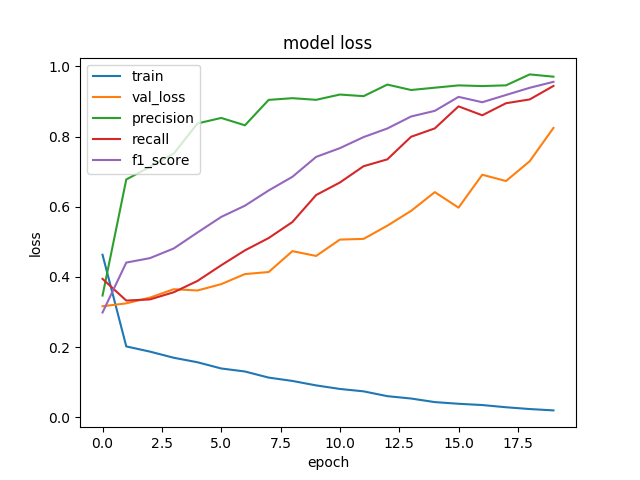 model loss
loss
1.0
0.8
0.6
0.4
0.2
0.0
train
val_loss
precision
recall
f1_score
0.0 2.5 5.0 7.5 10.0 12.5 15.0 17.5
epoch